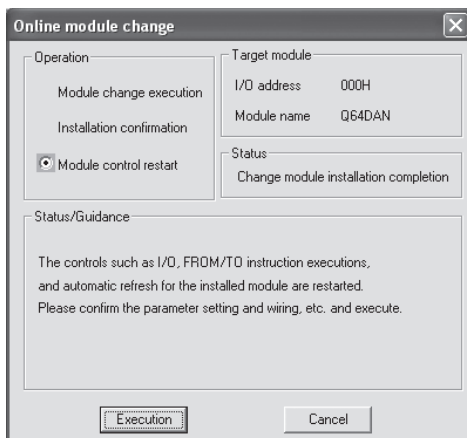 Online module change
Operation
Module change execution
Installation confirmation
Module control restart
Target module
I/O address 000H
Module name Q64DAN
Status
Change module installation completion
Status/Guidance
The controls such as I/O, FROM/TO instruction executions,
and automatic refresh for the installed module are restarted.
Please confirm the parameter setting and wiring, etc. and execute.
Execution
Cancel